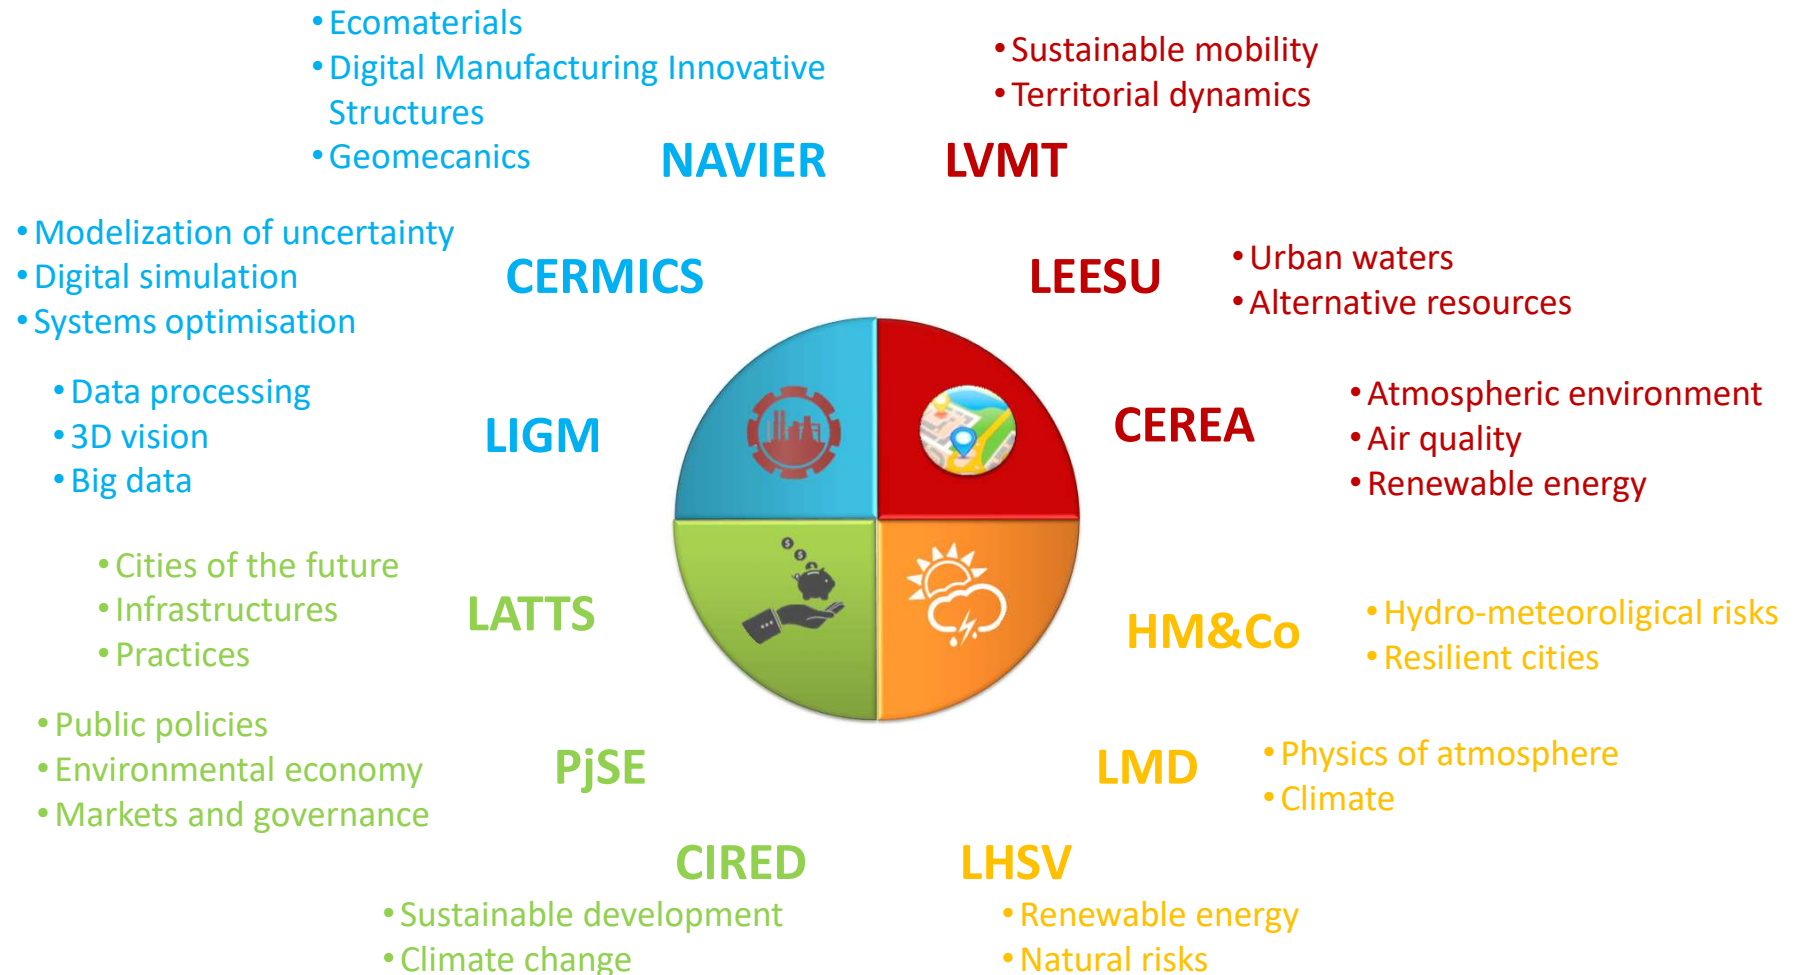 • Ecomaterials
• Digital Manufacturing Innovative
Structures
• Geomecanics
NAVIER
• Sustainable mobility
• Territorial dynamics
LVMT
• Modelization of uncertainty
• Digital simulation
• Systems optimisation
CERMICS
LEESU
• Urban waters
• Alternative resources
• Data processing
• 3D vision
• Big data
LIGM
CEREA
• Atmospheric environment
• Air quality
• Renewable energy
• Cities of the future
• Infrastructures
• Practices
LATTS
HM&Co
• Hydro-meteoroligical risks
• Resilient cities
• Public policies
• Environmental economy
• Markets and governance
PjSE
LMD
• Physics of atmosphere
• Climate
CIRED
• Sustainable development
• Climate change
LHSV
• Renewable energy
• Natural risks